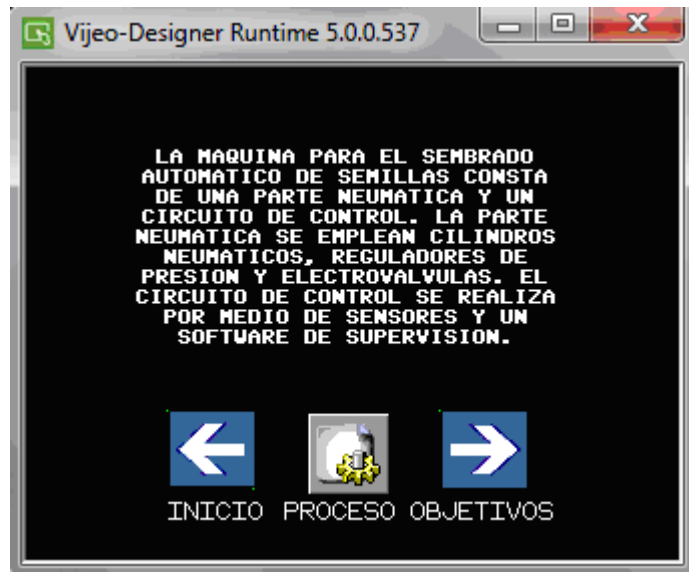 Vijeo-Designer Runtime 5.0.0.537
LA MAQUINA PARA EL SEMBRADO
AUTOMATICO DE SEMILLAS CONSTA
DE UNA PARTE NEUMATICA Y UN
CIRCUITO DE CONTROL. LA PARTE
NEUMATICA SE EMPLEAN CILINDROS
NEUMATICOS, REGULADORES DE
PRESION Y ELECTROVALVULAS. EL
CIRCUITO DE CONTROL SE REALIZA
POR MEDIO DE SENSORES Y UN
SOFTWARE DE SUPERVISION.
INICIO PROCESO OBJETIVOS